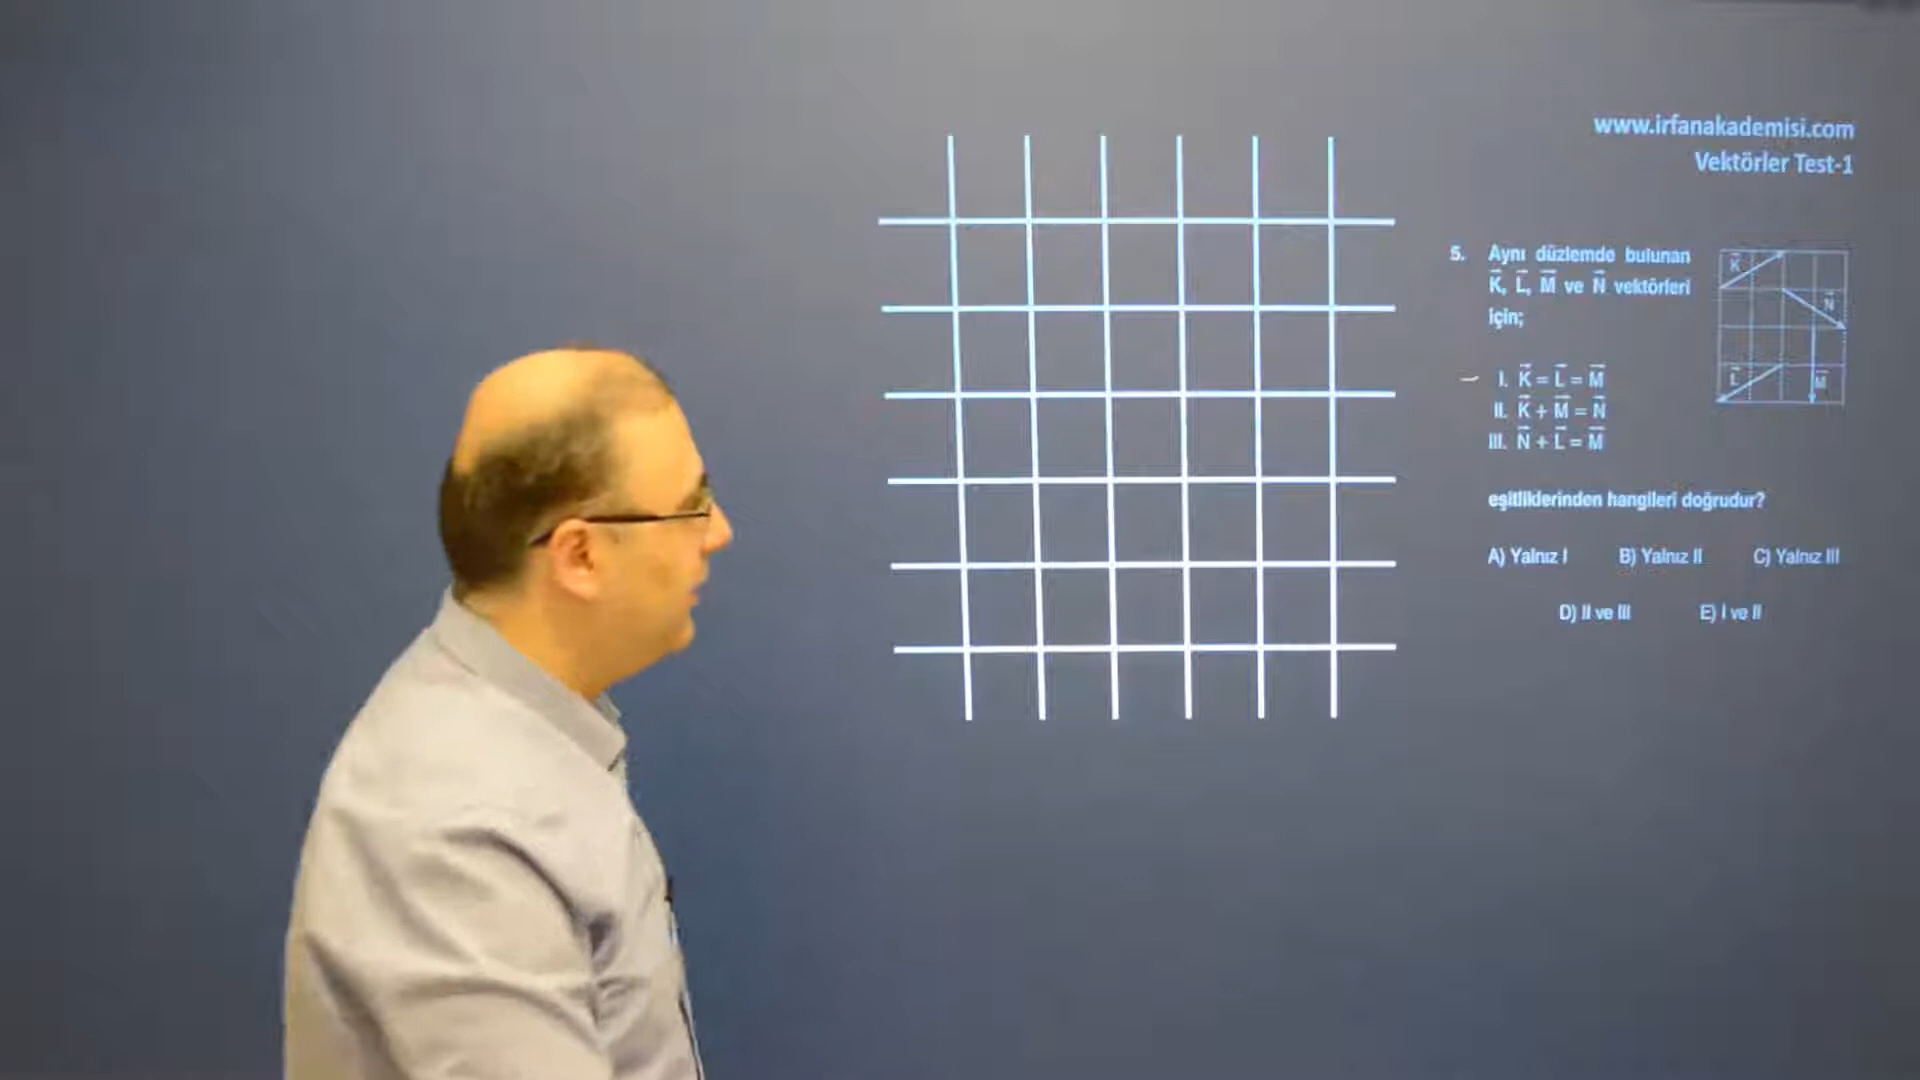 www.irfanakademisi.com
Vektörler Test-1
5. Aynı düzlemde bulunan
K⃗, L⃗, M⃗ ve N⃗ vektörleri
için;
I. K⃗ = L⃗ = M⃗
II. K⃗ + M⃗ = N⃗
III. N⃗ + L⃗ = M⃗
eşitliklerinden hangileri doğrudur?
A) Yalnız I B) Yalnız II C) Yalnız III
D) II ve III E) I ve II
K⃗
N⃗
L⃗
M⃗